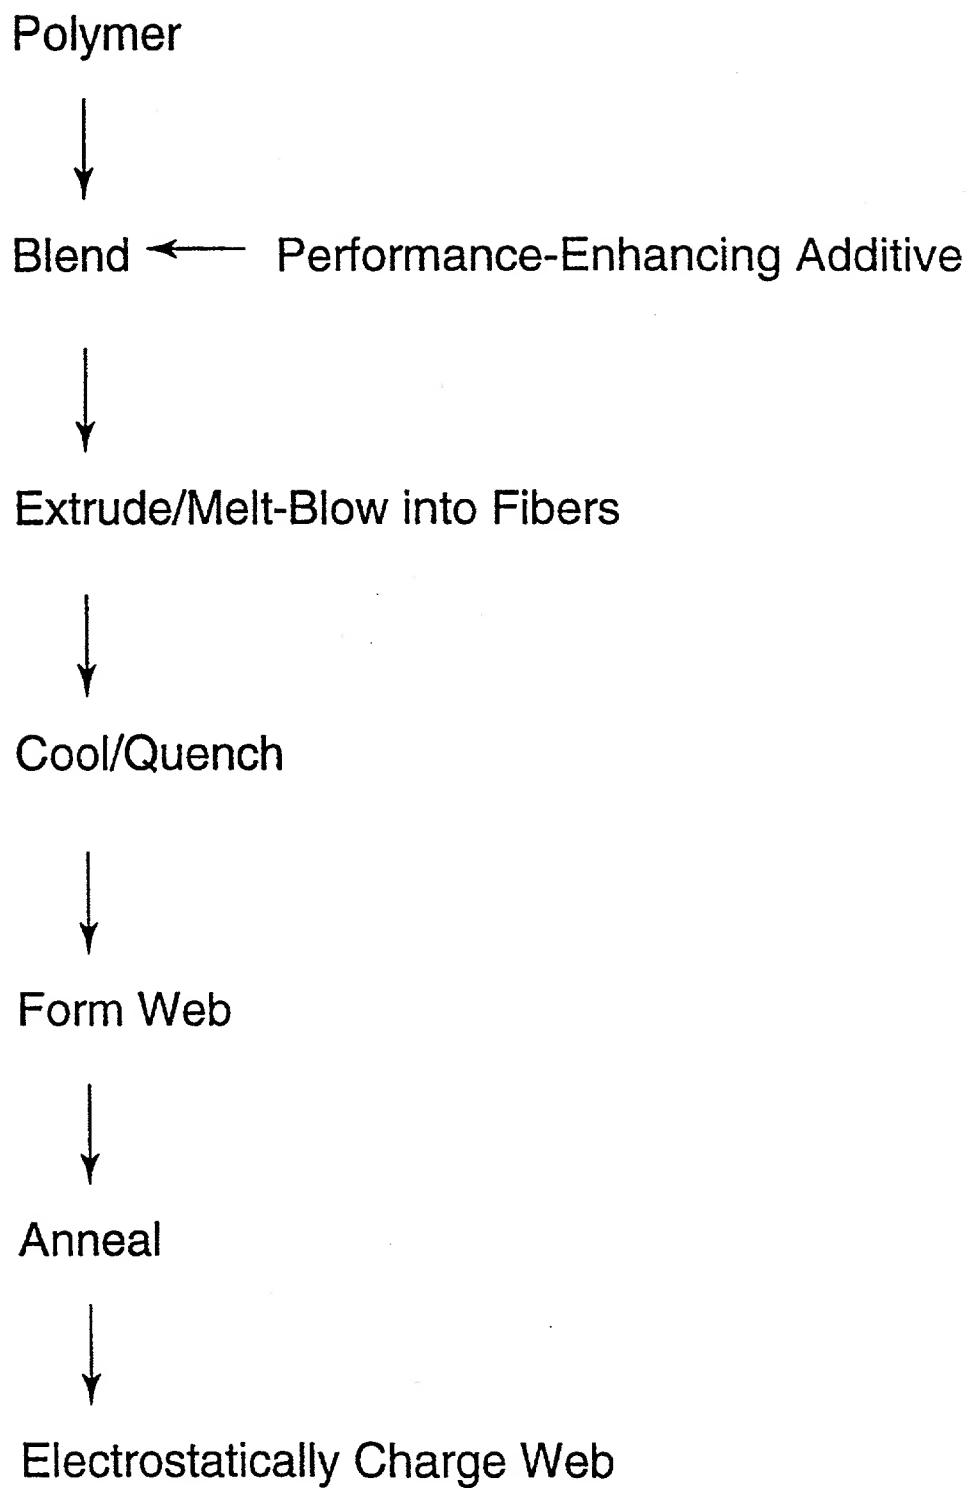 Polymer
Blend
Performance-Enhancing Additive
Extrude/Melt-Blow into Fibers
Cool/Quench
Form Web
Anneal
Electrostatically Charge Web